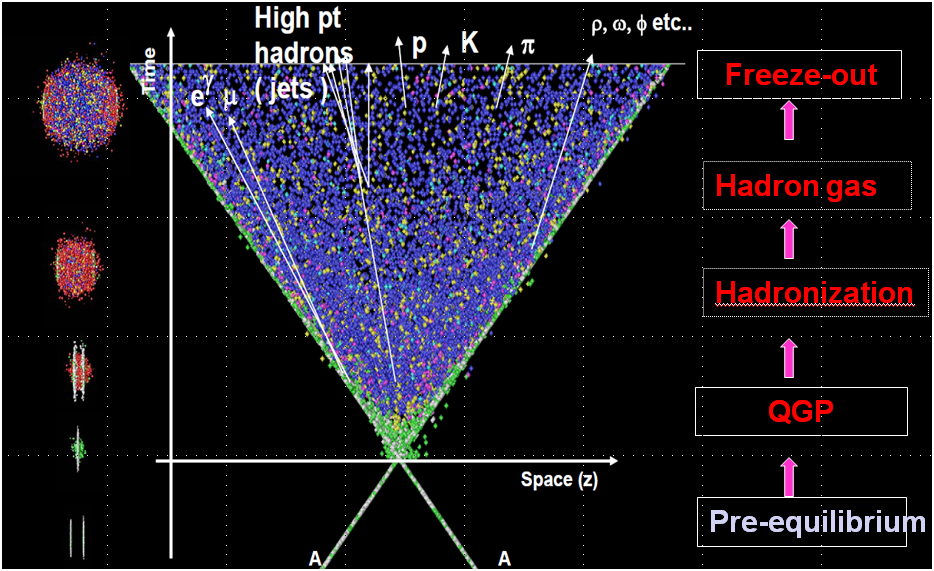 High pt
hadrons
( jets )
p K π
ρ, ω, ϕ etc..
Time
e γ μ
Space (z)
A A
Freeze-out
Hadron gas
Hadronization
QGP
Pre-equilibrium